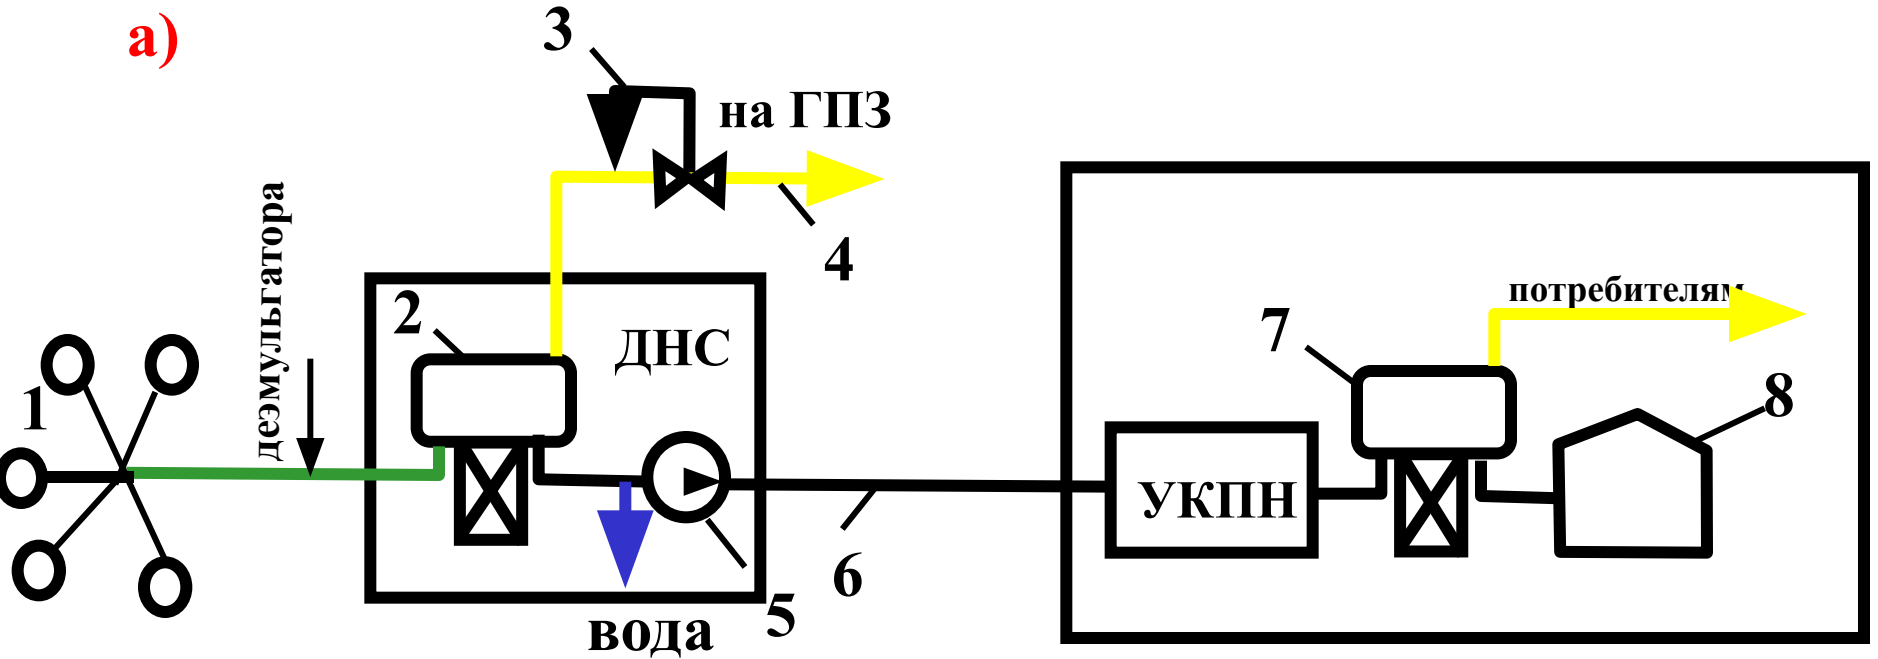 а)
3
на ГПЗ
4
деэмульгатора
2
ДНС
1
потребителям
7
8
УКПН
6
5
вода